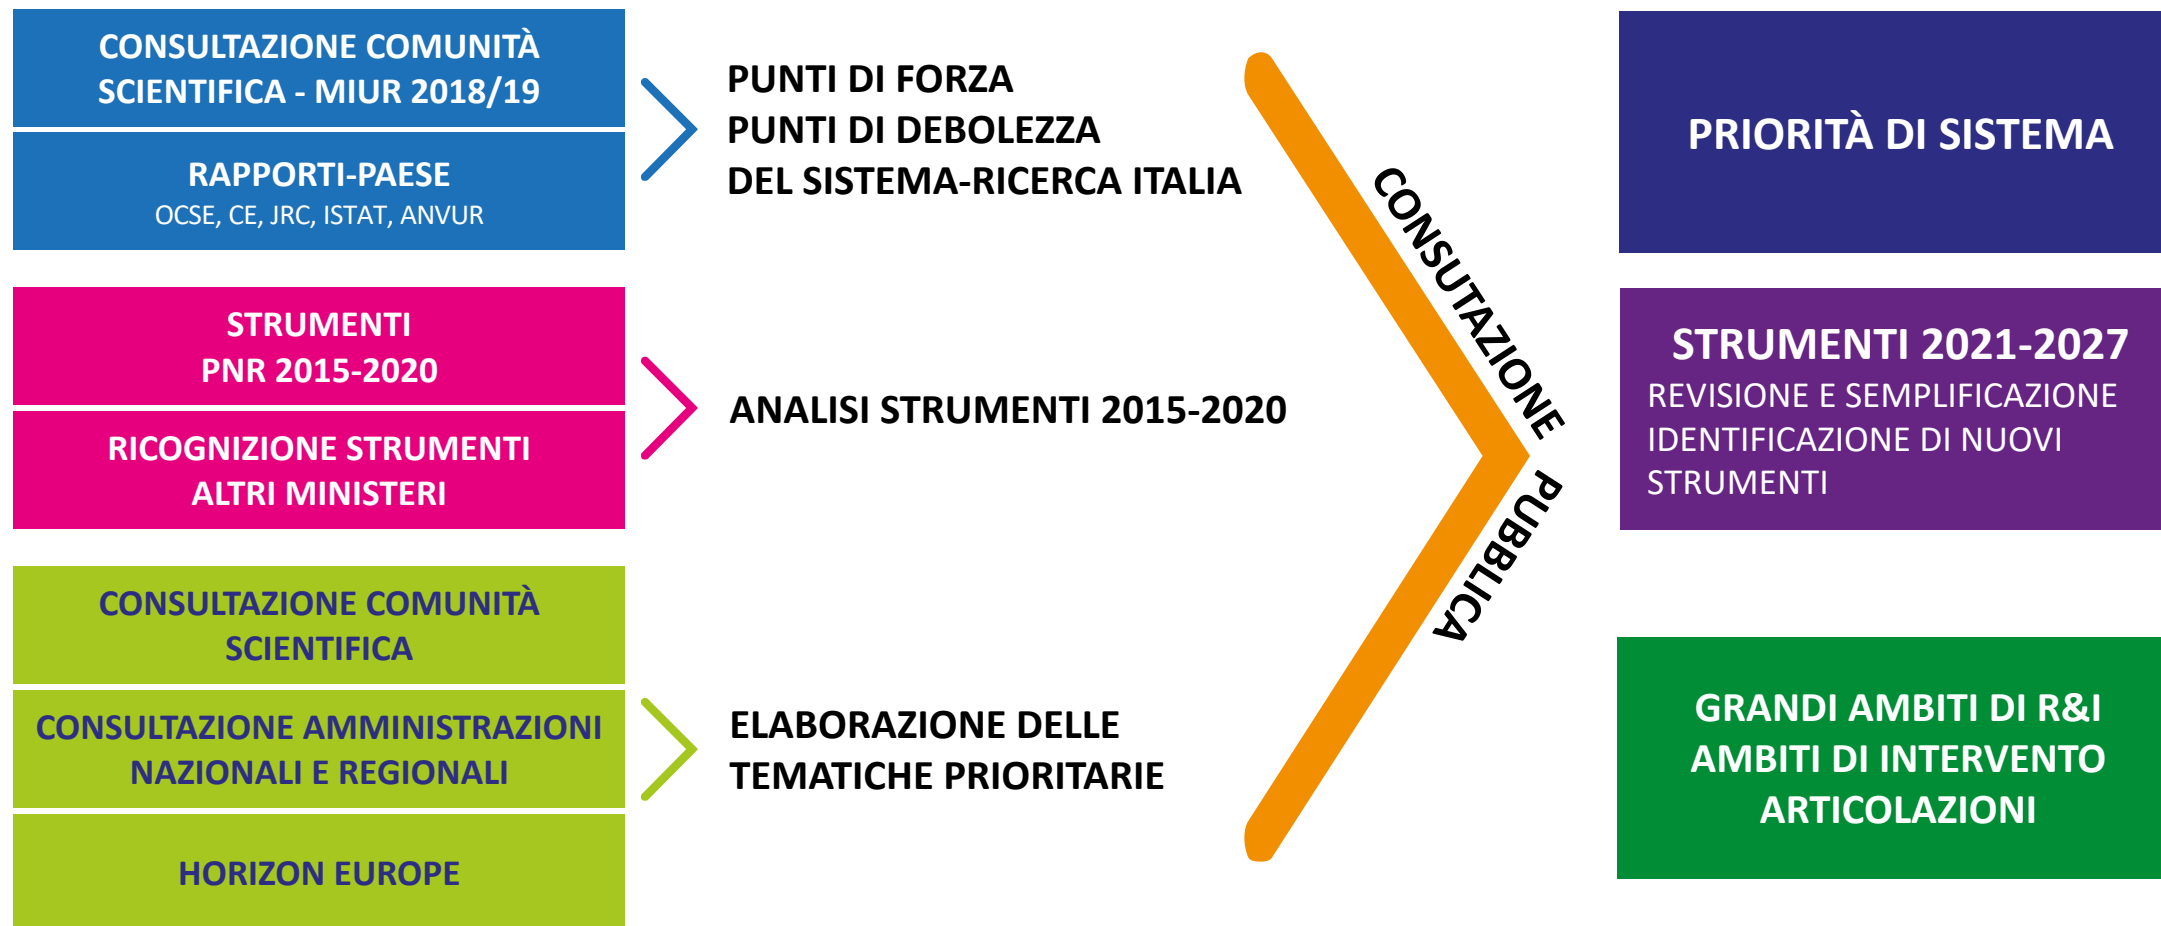 CONSULTAZIONE COMUNITÀ
SCIENTIFICA - MIUR 2018/19
RAPPORTI-PAESE
OCSE, CE, JRC, ISTAT, ANVUR
PUNTI DI FORZA
PUNTI DI DEBOLEZZA
DEL SISTEMA-RICERCA ITALIA
STRUMENTI
PNR 2015-2020
RICOGNIZIONE STRUMENTI
ALTRI MINISTERI
ANALISI STRUMENTI 2015-2020
CONSULTAZIONE COMUNITÀ
SCIENTIFICA
CONSULTAZIONE AMMINISTRAZIONI
NAZIONALI E REGIONALI
HORIZON EUROPE
ELABORAZIONE DELLE
TEMATICHE PRIORITARIE
CONSUTAZIONE
PUBBLICA
PRIORITÀ DI SISTEMA
STRUMENTI 2021-2027
REVISIONE E SEMPLIFICAZIONE
IDENTIFICAZIONE DI NUOVI
STRUMENTI
GRANDI AMBITI DI R&I
AMBITI DI INTERVENTO
ARTICOLAZIONI